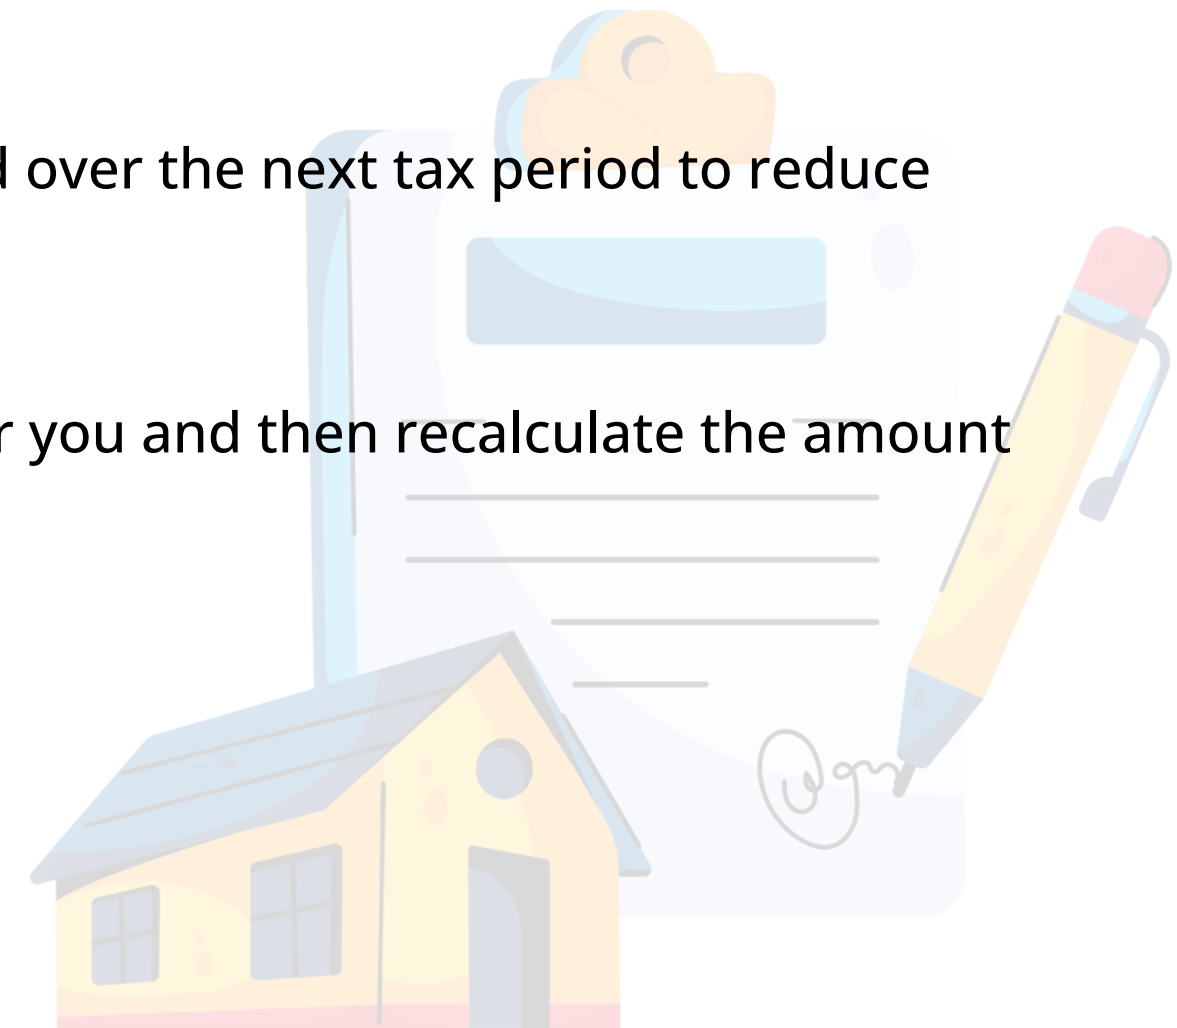 over the next tax period to reduce
you and then recalculate the amount